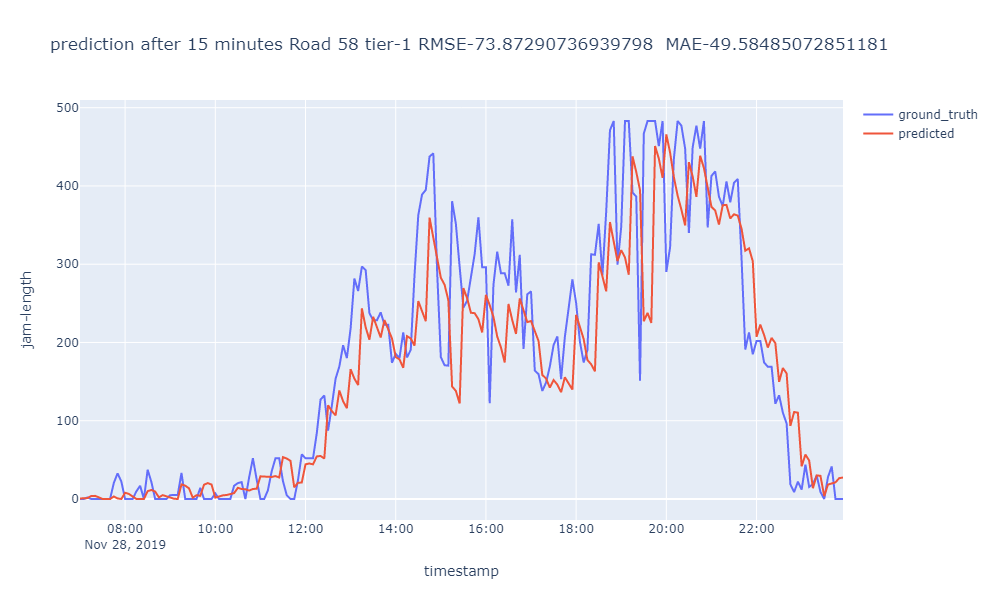 prediction after 15 minutes Road 58 tier-1 RMSE-73.87290736939798 MAE-49.58485072851181
ground_truth
predicted
500
400
300
200
100
0
jam-length
08:00 10:00 12:00 14:00 16:00 18:00 20:00 22:00
Nov 28, 2019
timestamp